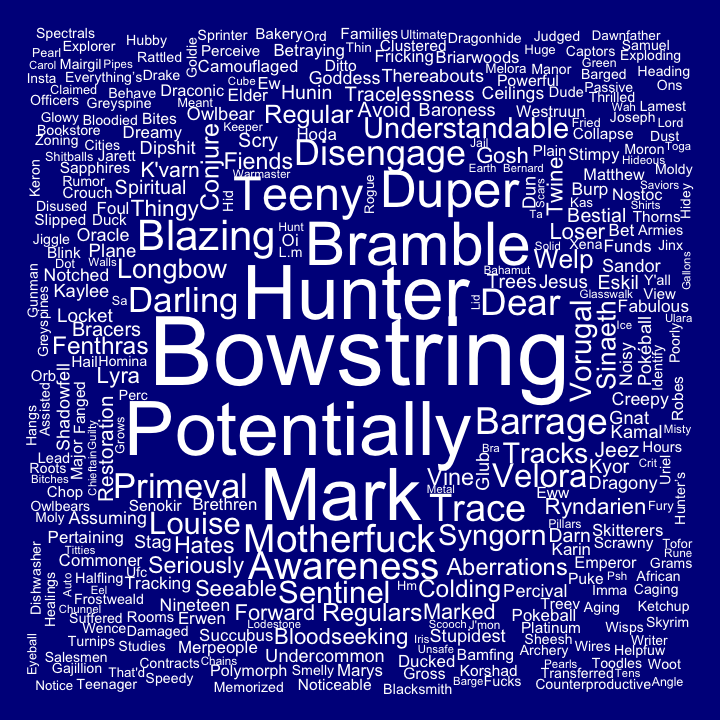 Spectrals Hubby Sprinter Bakery Ord Families Ultimate Dragonhide Judged Dawnfather
Pearl Explorer Goldie Perceive Betraying Thin Clustered Huge Captors Samuel
Carol Mairgil Pipes Rattled Camouflaged Ditto Fricking Briarwoods Green Exploding
Insta Everything's Drake Cube Ew Goddess Thereabouts Melora Manor Barged Heading
Claimed Behave Draconic Elder Hunin Tracelessness Powerful Ceilings Dude Passive Ons
Officers Greyspine Meant Owlbear Regular Avoid Baroness Westruun Thrilled
Glowy Bloodied Bites Keeper Hoda Understandable Wah Lamest
Bookstore Dreamy Conjure Scry Jail Fried Joseph Lord
Zoning Citjes Dipshit Fiends Disengage Gosh Plain Collapse Dust
Shitballs Jarett K'varn Warmaster Earth Bernard Stimpy Moron Toga
Keron Sapphires Spiritual Hid Teeny Rogue Duper Dun Scars Twine Matthew Hideous Moldy
Rumor Crouch Thingy Burp Nostoc Saviors
Disused Foul Duck Hunt Ta Kas Shirts Hidey
Slipped Oracle Blazing Oi Bramble Bestial Thorns
Jiggle Blink Plane L.m Solid Loser Bet Armies
Dot Walls Longbow Xena Funds Jinx
Gunman Notched Hunter Bahamut Welp Sandor Gallons
Kaylee Sa Darling Lid Trees Jesus Eskil Y'all
Greyspines Locket Dear Glasswalk View
Bracers Vorugal Sinaeth Fabulous
Fenthras Bowstring Ice Pokéball Ulara
Hail Homina Noisy Identify Poorly
Orb Shadowfell Lyra
Hangs Assisted Fanged Perc Creepy Robes
Major Chieftain Guilty Grows Restoration Potentially Barrage Gnat
Kamal Misty
Lead Bra Tracks Jeez Hours
Roots Glub Kyor Crit Uriel
Bitches Primeval Mark Vine Velora Dragony Hunter's
Chop Metal Eww
Owlbears Senokir Brethren Trace Ryndarien Fury
Moly Assuming Louise Pillars
Pertaining Motherfuck Syngorn Darn Skitterers
Titties Stag Hates Karin Scrawny Tofor
Dishwasher Commoner Ufc Seriously Awareness Aberrations Emperor Rune Grams
Auto Halfling Tracking Hm Puke Psh African
Healings Eel Seeable Sentinel Colding Percival Imma Caging
Frostweald Nineteen Treey Aging Ketchup
Chunnel Suffered Rooms Erwen Lodestone Forward Regulars Marked Pokeball Wisps Skyrim
Wence Damaged Succubus Bloodseeking Scooch J'mon Platinum Writer
Eyeball Turnips Studies Merpeople Iris Stupidest Sheesh Wires Helpfuw
Salesmen Contracts Chains Undercommon Unsafe Bamfing Archery Pearls Toodles Woot
Gajillion That'd Polymorph Smelly Marys Ducked Gross Korshad Transferred Tens
Notice Teenager Speedy Memorized Noticeable Blacksmith Barge Fucks Counterproductive Angle